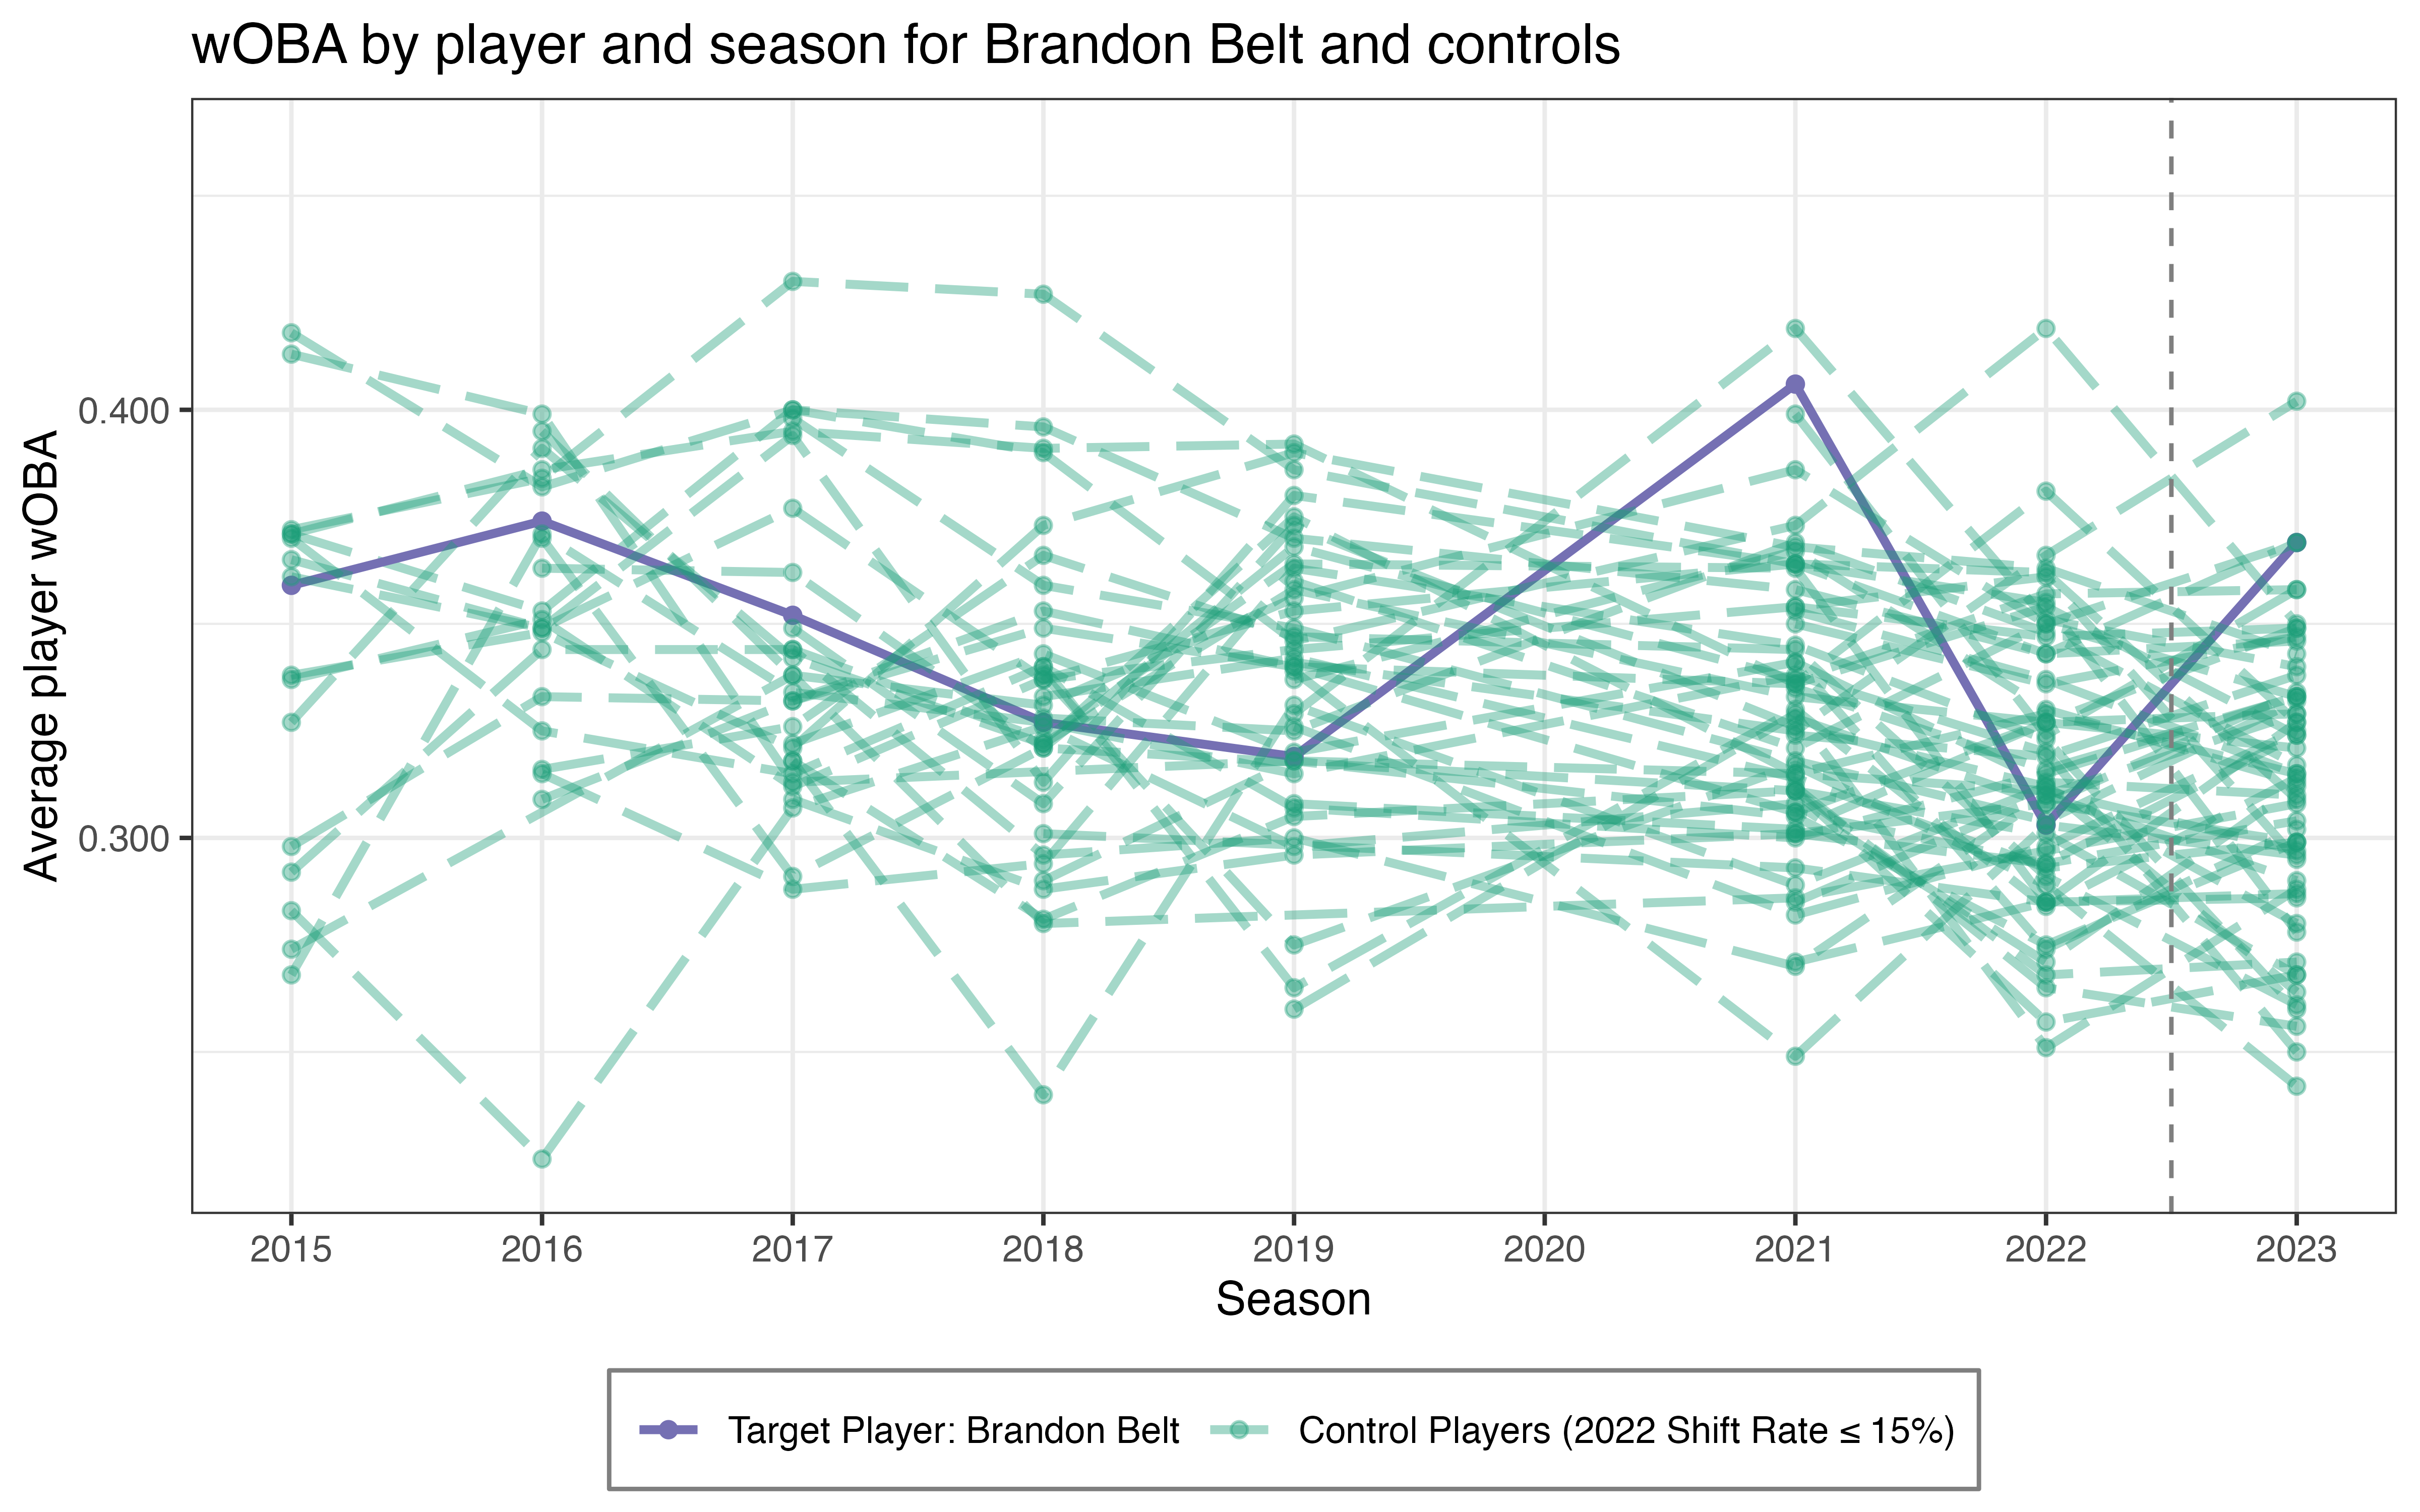 wOBA by player and season for Brandon Belt and controls
Average player wOBA
0.400
0.300
2015 2016 2017 2018 2019 2020 2021 2022 2023
Season
Target Player: Brandon Belt Control Players (2022 Shift Rate ≤ 15%)